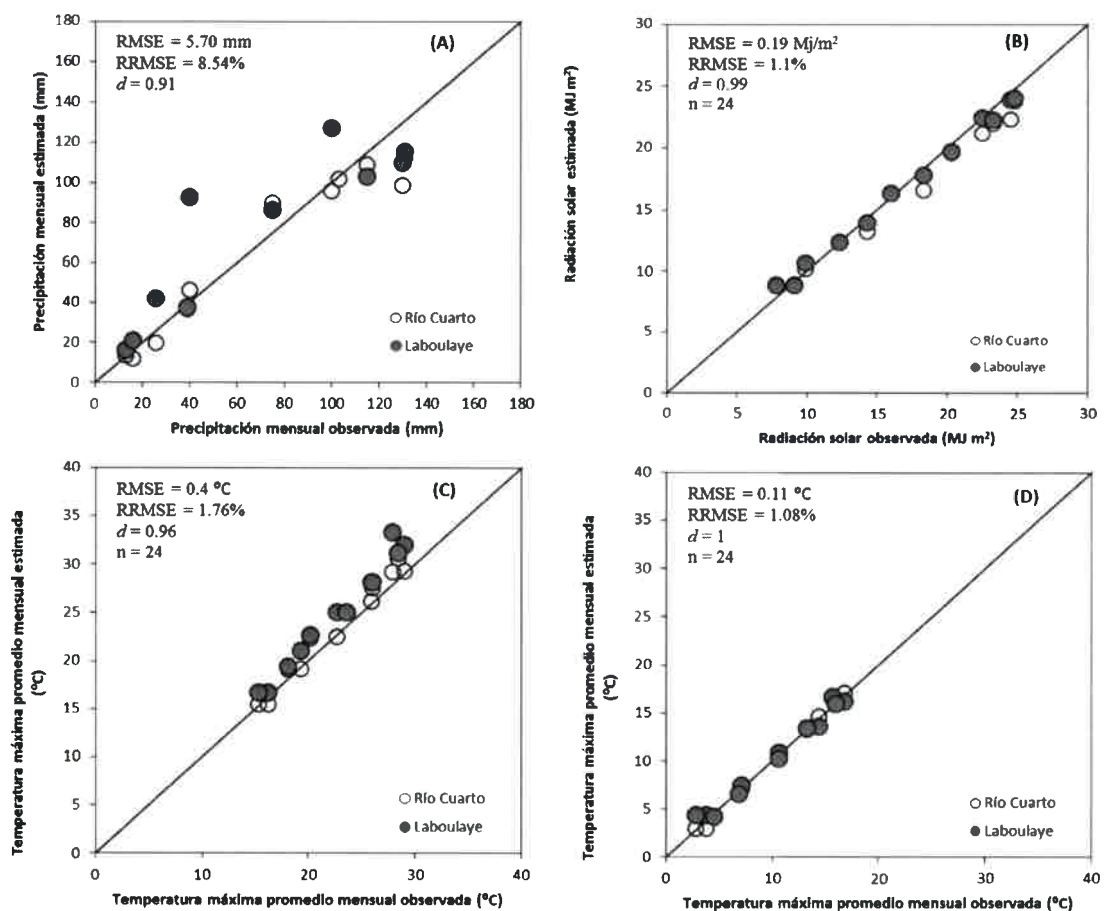 RMSE = 5.70 mm
RRMSE = 8.54%
d = 0.91
(A)
Precipitación mensual estimada (mm)
180
160
140
120
100
80
60
40
20
0
Río Cuarto
Laboulaye
0 20 40 60 80 100 120 140 160 180
Precipitación mensual observada (mm)
RMSE = 0.19 Mj/m²
RRMSE = 1.1%
d = 0.99
n = 24
(B)
Radiación solar estimada (MJ m²)
30
25
20
15
10
5
0
Río Cuarto
Laboulaye
0 5 10 15 20 25 30
Radiación solar observada (MJ m²)
RMSE = 0.4 °C
RRMSE = 1.76%
d = 0.96
n = 24
(C)
Temperatura máxima promedio mensual estimada
(°C)
40
35
30
25
20
15
10
5
0
Río Cuarto
Laboulaye
0 10 20 30 40
Temperatura máxima promedio mensual observada (°C)
RMSE = 0.11 °C
RRMSE = 1.08%
d = 1
n = 24
(D)
Temperatura máxima promedio mensual estimada
(°C)
40
35
30
25
20
15
10
5
0
Río Cuarto
Laboulaye
0 10 20 30 40
Temperatura máxima promedio mensual observada (°C)